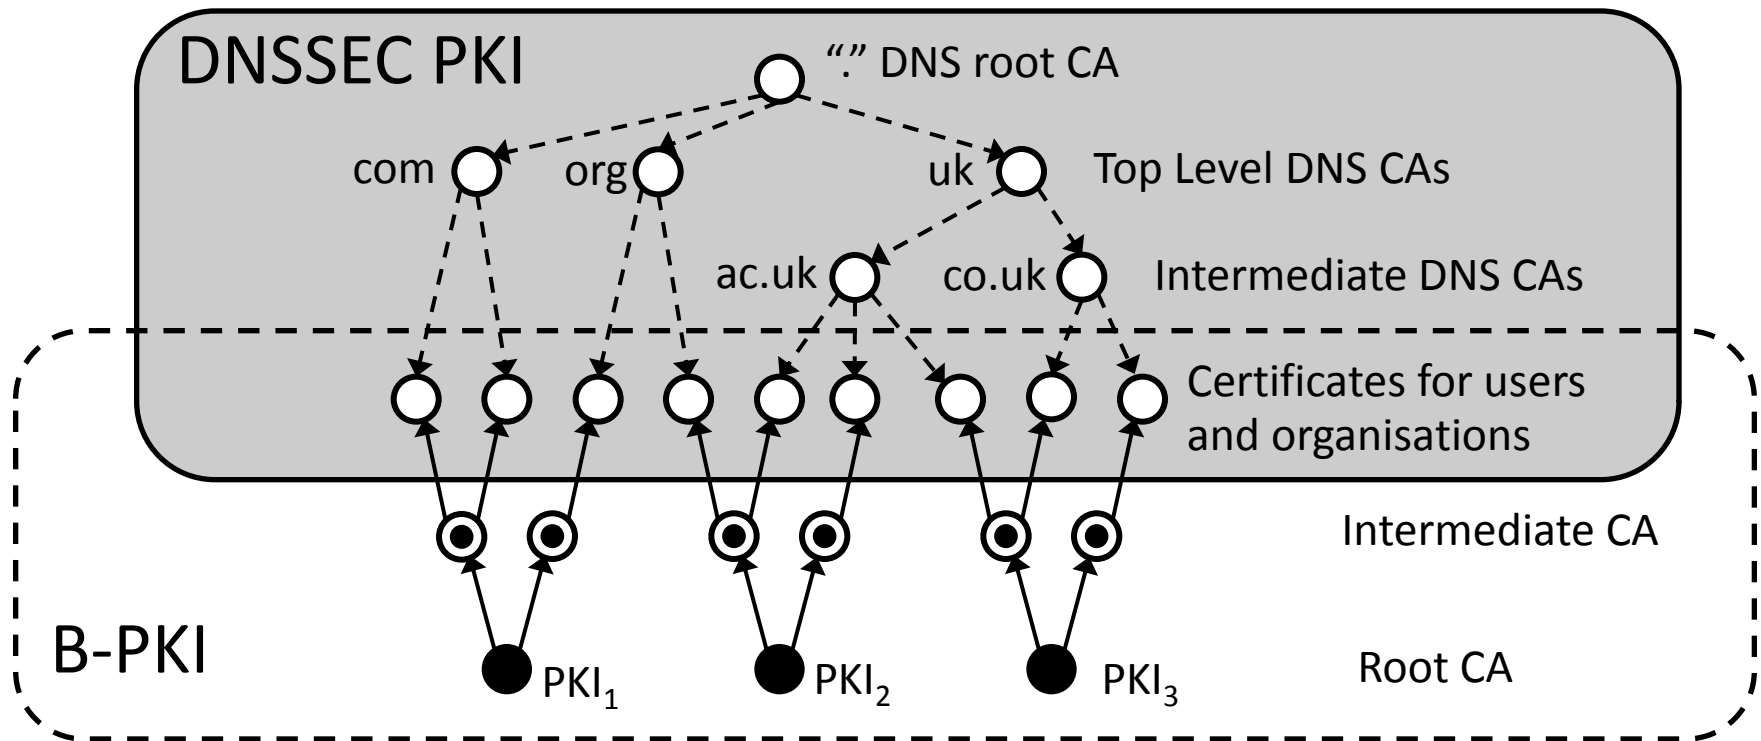 DNSSEC PKI
“.” DNS root CA
com
org
uk
Top Level DNS CAs
ac.uk
co.uk
Intermediate DNS CAs
Certificates for users
and organisations
Intermediate CA
B-PKI
PKI₁
PKI₂
PKI₃
Root CA